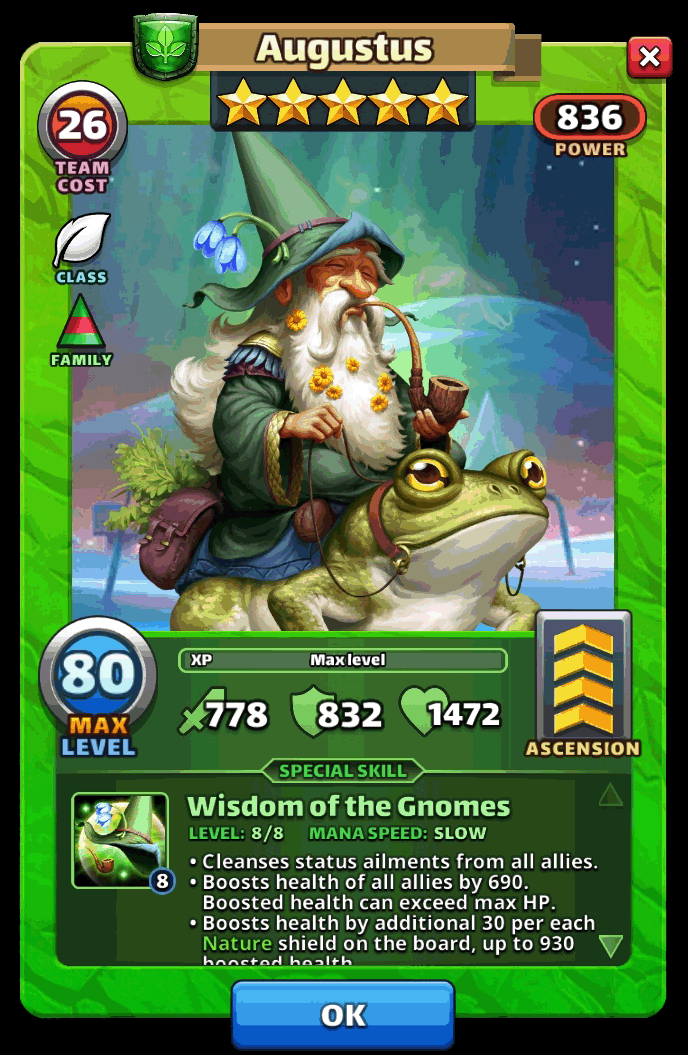 Augustus
26
TEAM
COST
836
POWER
CLASS
FAMILY
80
MAX
LEVEL
XP Max level
778 832 1472
ASCENSION
SPECIAL SKILL
Wisdom of the Gnomes
LEVEL: 8/8 MANA SPEED: SLOW
8
• Cleanses status ailments from all allies.
• Boosts health of all allies by 690.
Boosted health can exceed max HP.
• Boosts health by additional 30 per each
Nature shield on the board, up to 930
boosted health.
OK